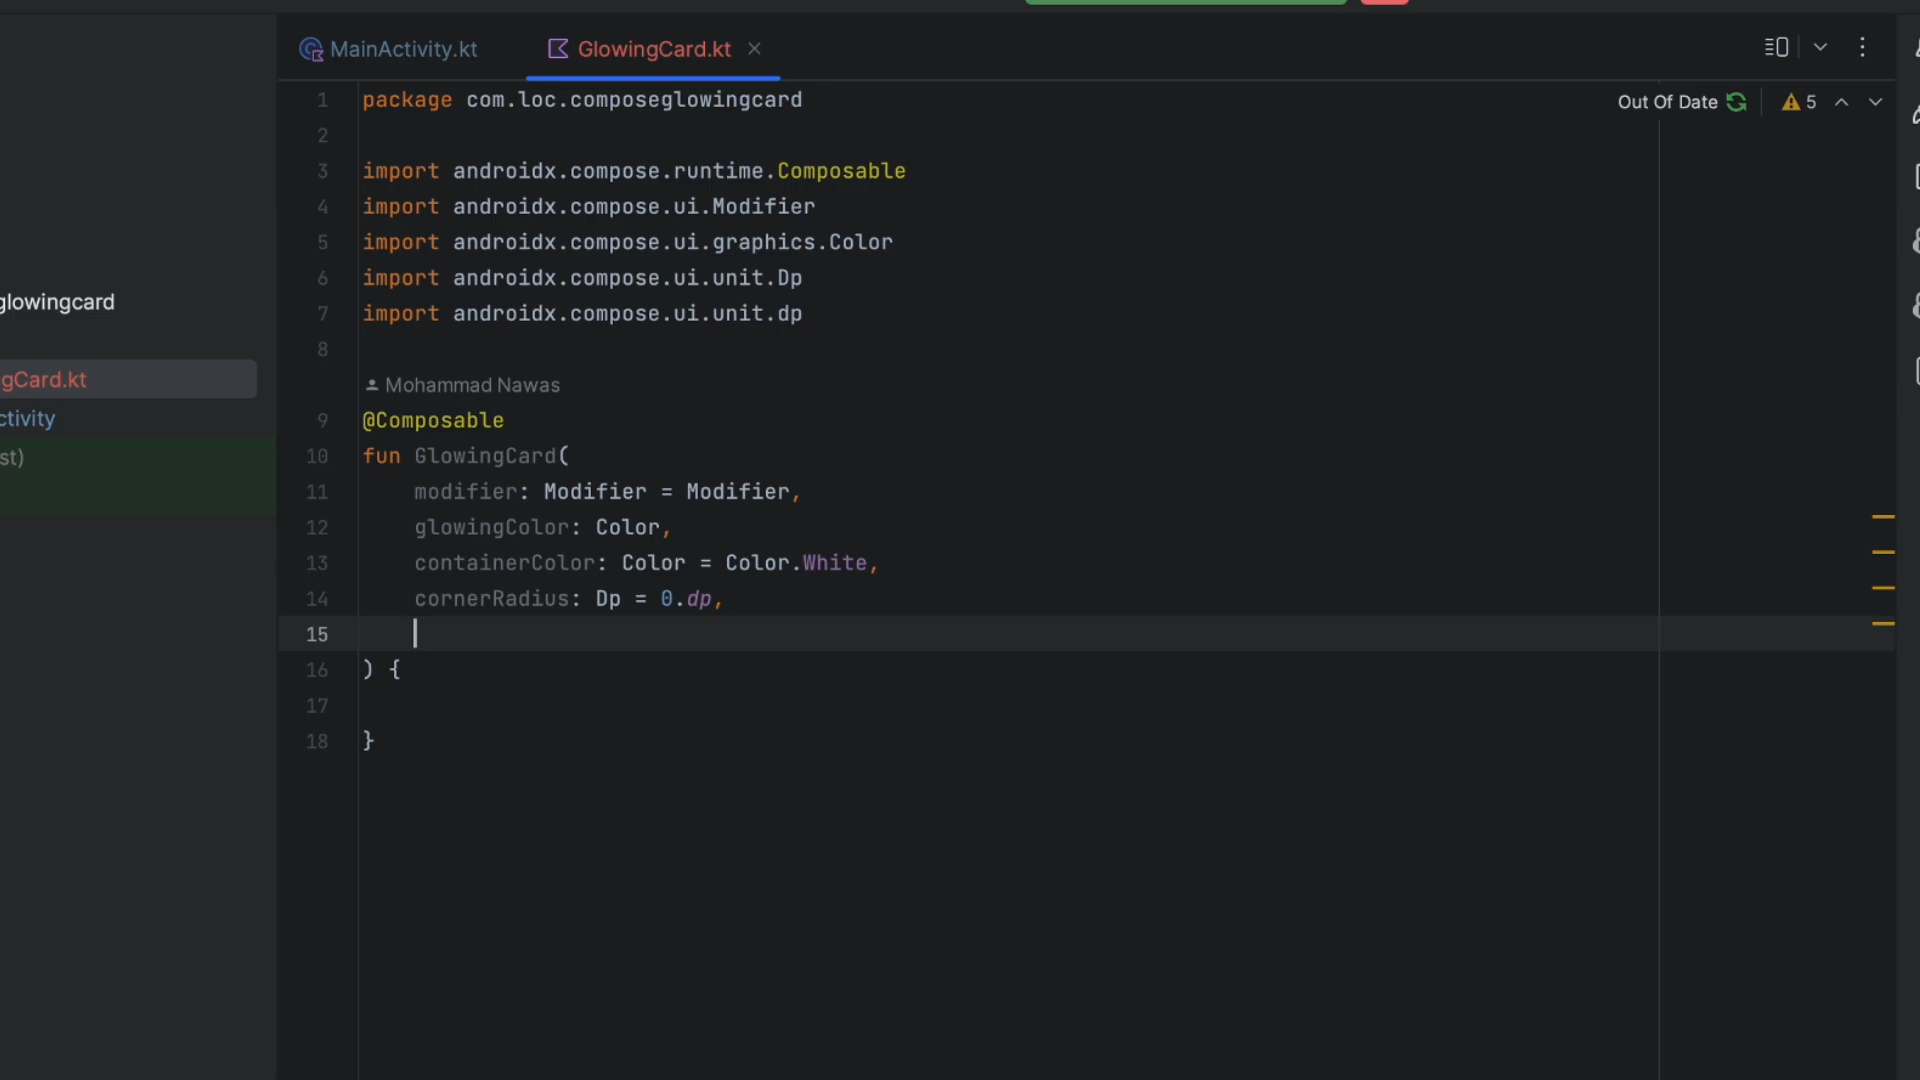 MainActivity.kt
GlowingCard.kt
Out Of Date
5
glowingcard
gCard.kt
ctivity
st)
1 package com.loc.composeglowingcard
2
3 import androidx.compose.runtime.Composable
4 import androidx.compose.ui.Modifier
5 import androidx.compose.ui.graphics.Color
6 import androidx.compose.ui.unit.Dp
7 import androidx.compose.ui.unit.dp
8
Mohammad Nawas
9 @Composable
10 fun GlowingCard(
11     modifier: Modifier = Modifier,
12     glowingColor: Color,
13     containerColor: Color = Color.White,
14     cornerRadius: Dp = 0.dp,
15
16 ) {
17
18 }